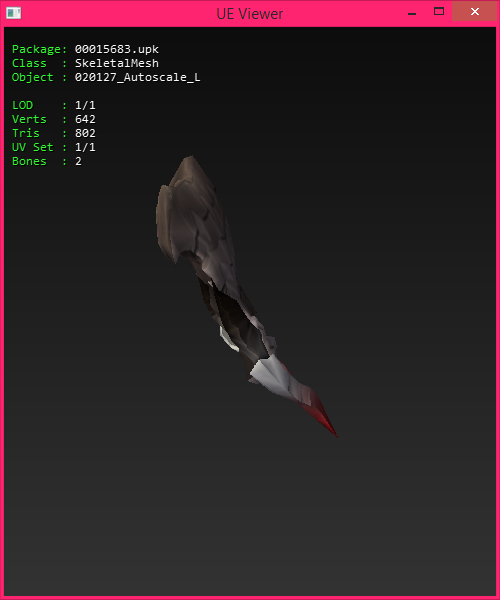 UE Viewer
Package: 00015683.upk
Class  : SkeletalMesh
Object : 020127_Autoscale_L
LOD    : 1/1
Verts  : 642
Tris   : 802
UV Set : 1/1
Bones  : 2